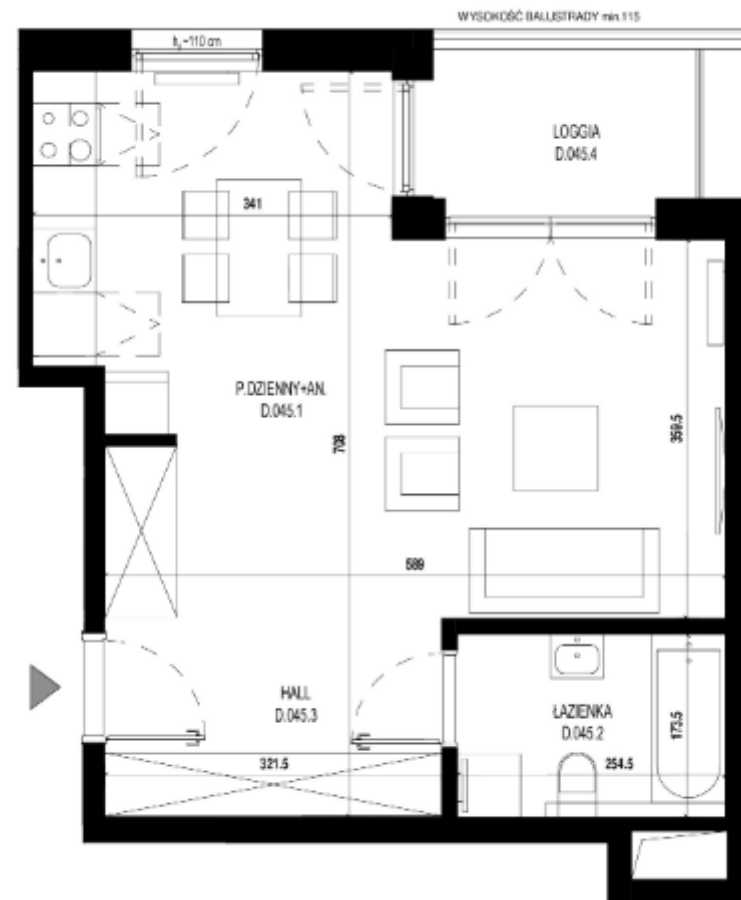 WYSOKOŚĆ BALUSTRADY min.115
hp~110 cm
LOGGIA
D.045.4
341
P.DZIENNY+AN.
D.045.1
708
359.5
589
HALL
D.045.3
ŁAZIENKA
D.045.2
173.5
321.5
254.5